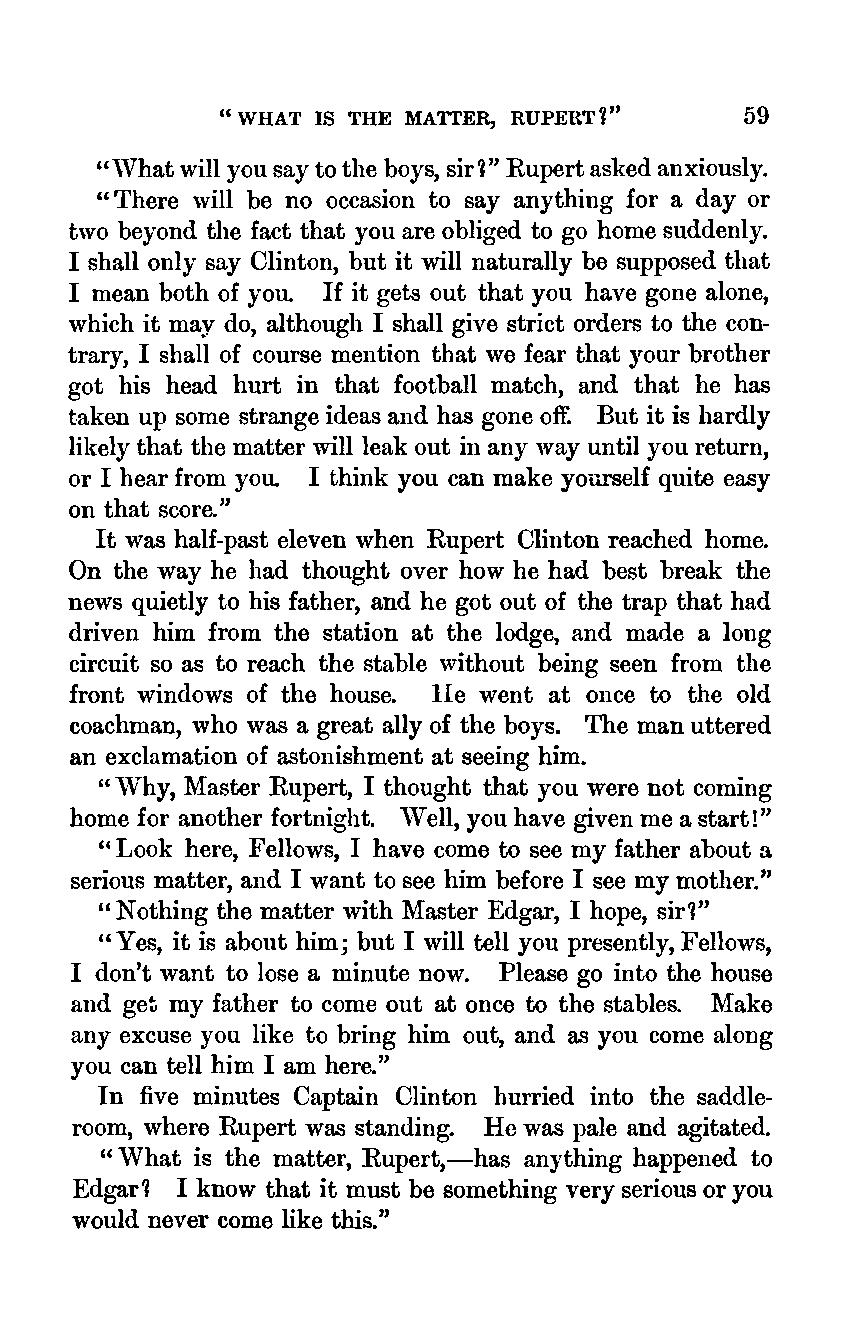 “WHAT IS THE MATTER, RUPERT?” 59
“What will you say to the boys, sir?” Rupert asked anxiously.
“There will be no occasion to say anything for a day or
two beyond the fact that you are obliged to go home suddenly.
I shall only say Clinton, but it will naturally be supposed that
I mean both of you. If it gets out that you have gone alone,
which it may do, although I shall give strict orders to the con-
trary, I shall of course mention that we fear that your brother
got his head hurt in that football match, and that he has
taken up some strange ideas and has gone off. But it is hardly
likely that the matter will leak out in any way until you return,
or I hear from you. I think you can make yourself quite easy
on that score.”
It was half-past eleven when Rupert Clinton reached home.
On the way he had thought over how he had best break the
news quietly to his father, and he got out of the trap that had
driven him from the station at the lodge, and made a long
circuit so as to reach the stable without being seen from the
front windows of the house. He went at once to the old
coachman, who was a great ally of the boys. The man uttered
an exclamation of astonishment at seeing him.
“Why, Master Rupert, I thought that you were not coming
home for another fortnight. Well, you have given me a start!”
“Look here, Fellows, I have come to see my father about a
serious matter, and I want to see him before I see my mother.”
“Nothing the matter with Master Edgar, I hope, sir?”
“Yes, it is about him; but I will tell you presently, Fellows,
I don’t want to lose a minute now. Please go into the house
and get my father to come out at once to the stables. Make
any excuse you like to bring him out, and as you come along
you can tell him I am here.”
In five minutes Captain Clinton hurried into the saddle-
room, where Rupert was standing. He was pale and agitated.
“What is the matter, Rupert,—has anything happened to
Edgar? I know that it must be something very serious or you
would never come like this.”